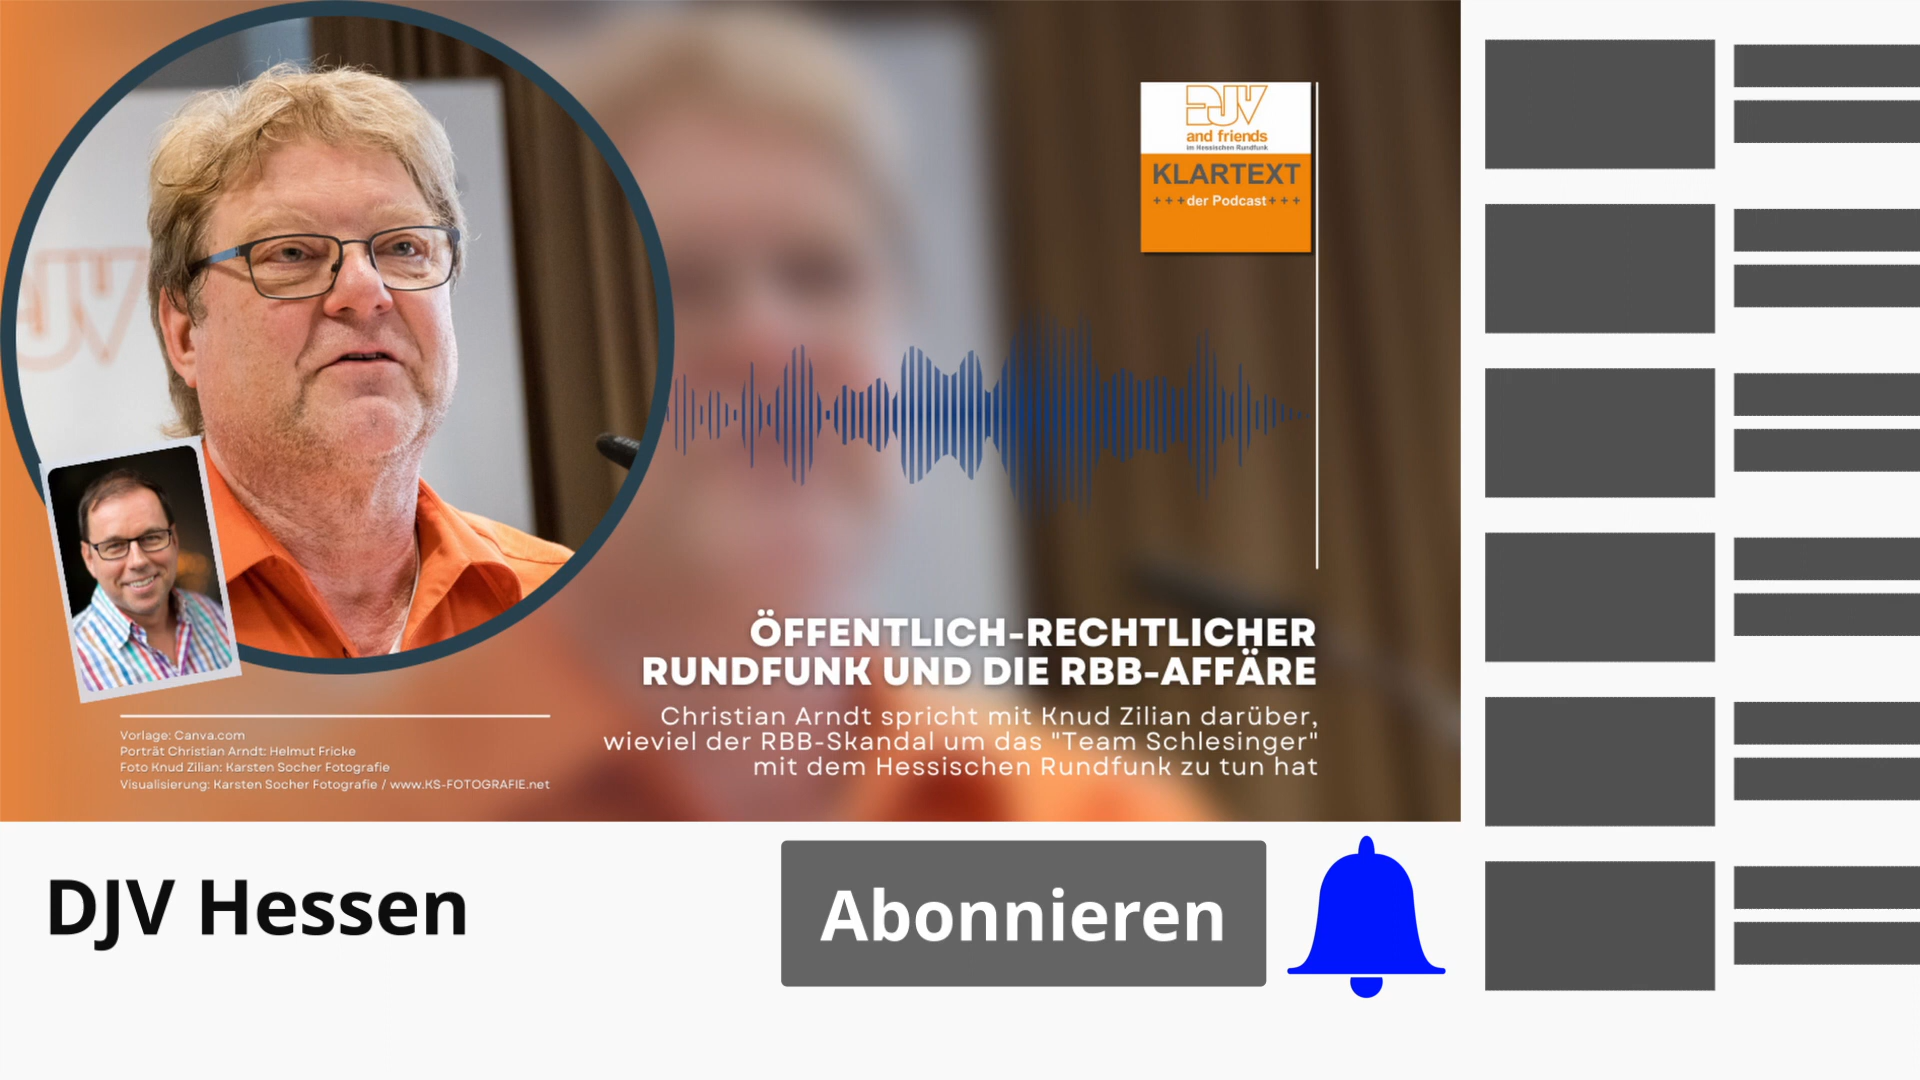 DJV
and friends
im Hessischen Rundfunk
KLARTEXT
+++der Podcast+++
ÖFFENTLICH-RECHTLICHER
RUNDFUNK UND DIE RBB-AFFÄRE
Christian Arndt spricht mit Knud Zilian darüber,
wieviel der RBB-Skandal um das "Team Schlesinger"
mit dem Hessischen Rundfunk zu tun hat
Vorlage: Canva.com
Porträt Christian Arndt: Helmut Fricke
Foto Knud Zilian: Karsten Socher Fotografie
Visualisierung: Karsten Socher Fotografie / www.KS-FOTOGRAFIE.net
DJV Hessen
Abonnieren